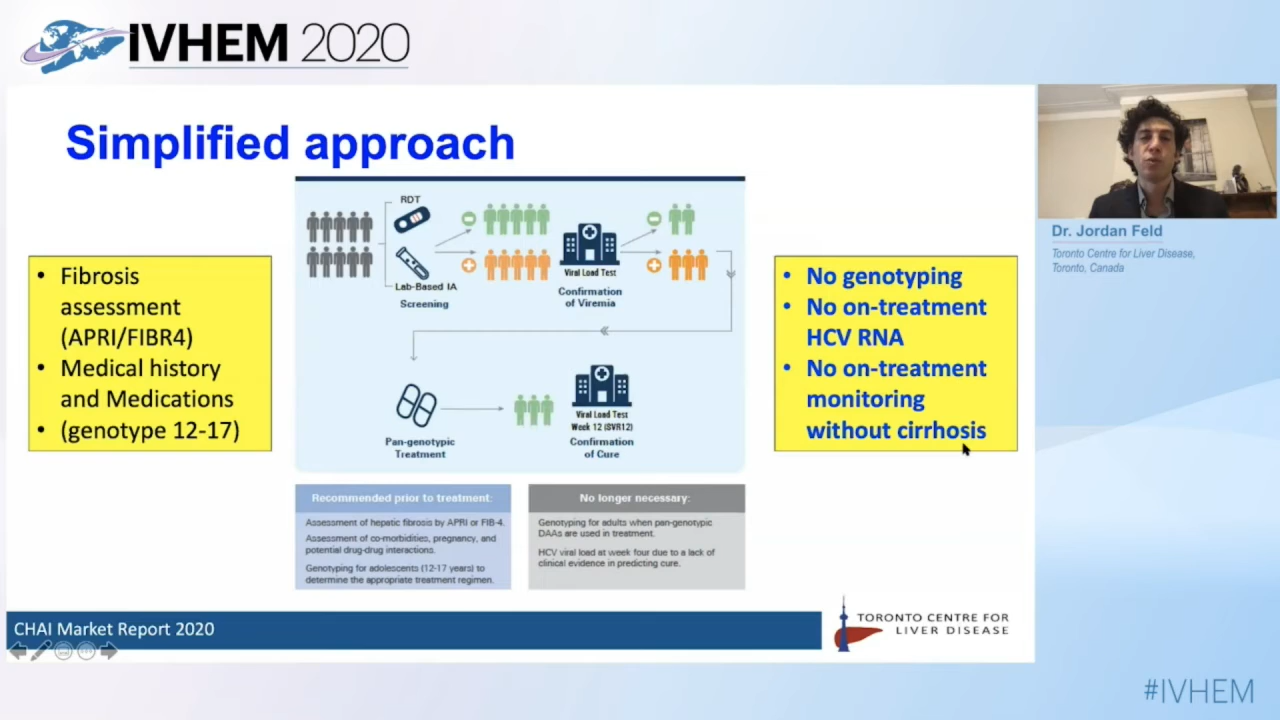 IVHEM 2020
Simplified approach
• Fibrosis
assessment
(APRI/FIBR4)
• Medical history
and Medications
• (genotype 12-17)
RDT
Lab-Based IA
Screening
Viral Load Test
Confirmation
of Viremia
Pan-genotypic
Treatment
Viral Load Test
Week 12 (SVR12)
Confirmation
of Cure
Recommended prior to treatment:
Assessment of hepatic fibrosis by APRI or FIB-4.
Assessment of co-morbidities, pregnancy, and
potential drug-drug interactions.
Genotyping for adolescents (12-17 years) to
determine the appropriate treatment regimen.
No longer necessary:
Genotyping for adults when pan-genotypic
DAAs are used in treatment.
HCV viral load at week four due to a lack of
clinical evidence in predicting cure.
• No genotyping
• No on-treatment
HCV RNA
• No on-treatment
monitoring
without cirrhosis
CHAI Market Report 2020
TORONTO CENTRE FOR
LIVER DISEASE
Dr. Jordan Feld
Toronto Centre for Liver Disease,
Toronto, Canada
#IVHEM